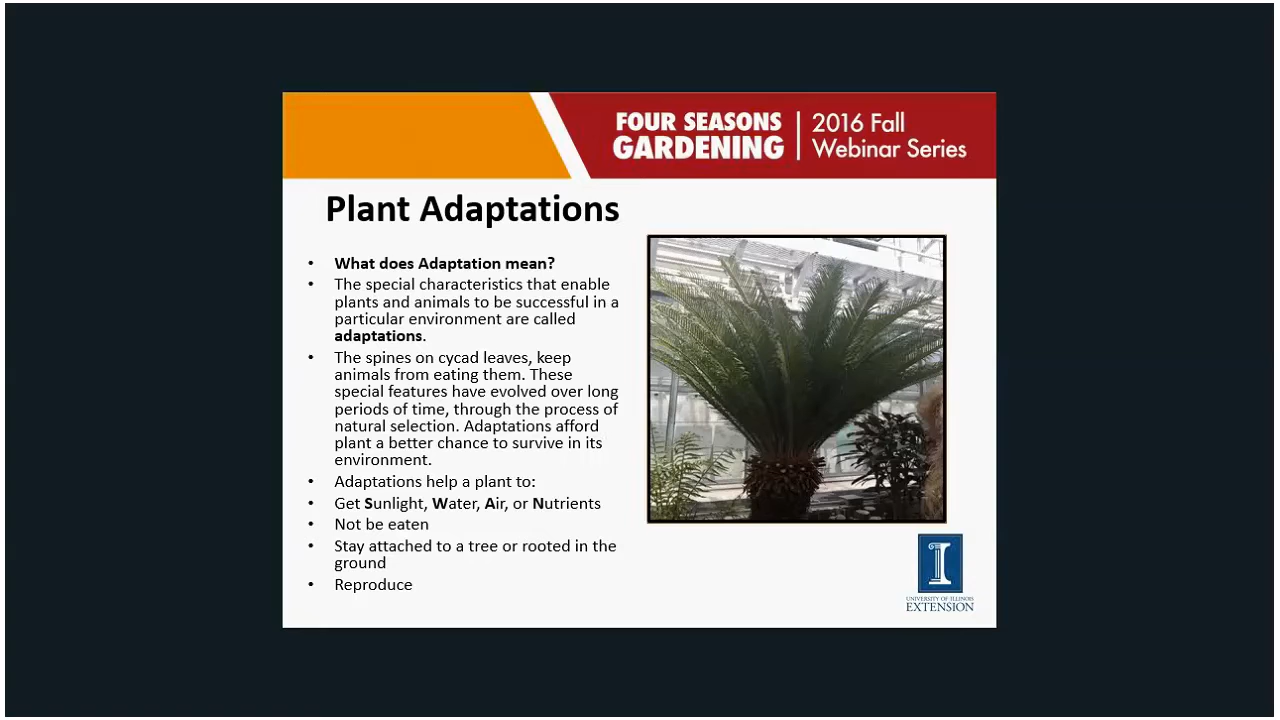 FOUR SEASONS
GARDENING
2016 Fall
Webinar Series
Plant Adaptations
• What does Adaptation mean?
• The special characteristics that enable
plants and animals to be successful in a
particular environment are called
adaptations.
• The spines on cycad leaves, keep
animals from eating them. These
special features have evolved over long
periods of time, through the process of
natural selection. Adaptations afford
plant a better chance to survive in its
environment.
• Adaptations help a plant to:
• Get Sunlight, Water, Air, or Nutrients
• Not be eaten
• Stay attached to a tree or rooted in the
ground
• Reproduce
UNIVERSITY OF ILLINOIS
EXTENSION